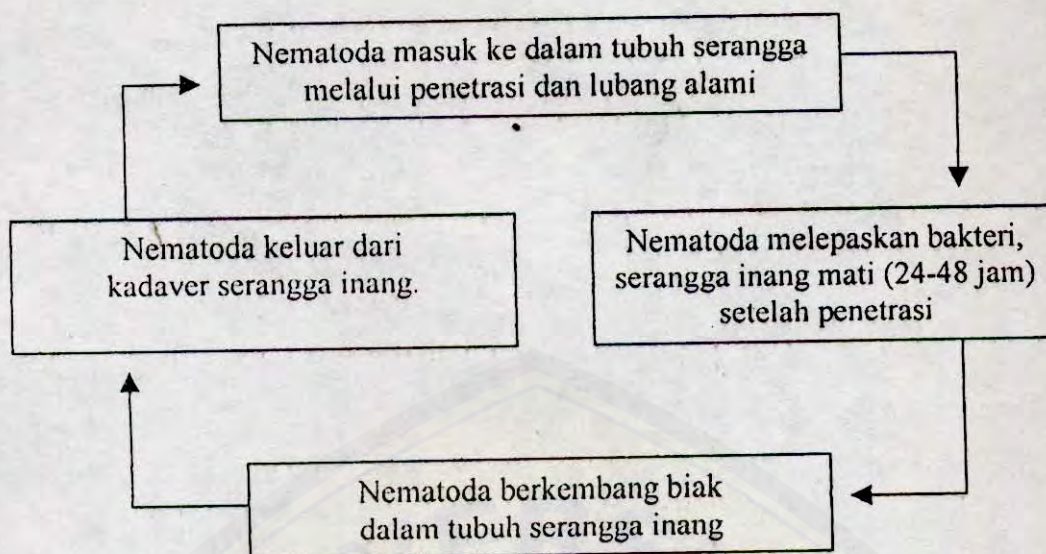 Nematoda masuk ke dalam tubuh serangga
melalui penetrasi dan lubang alami
Nematoda melepaskan bakteri,
serangga inang mati (24-48 jam)
setelah penetrasi
Nematoda berkembang biak
dalam tubuh serangga inang
Nematoda keluar dari
kadaver serangga inang.